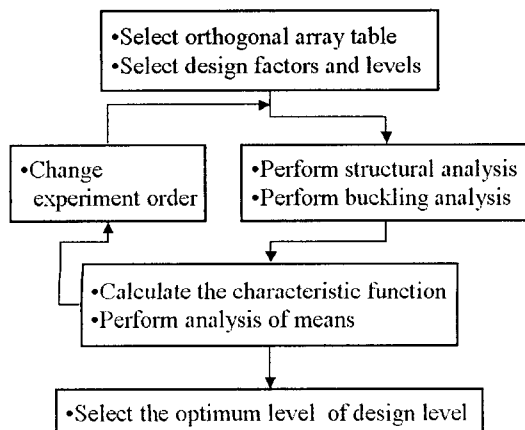 •Select orthogonal array table
•Select design factors and levels
•Change
experiment order
•Perform structural analysis
•Perform buckling analysis
•Calculate the characteristic function
•Perform analysis of means
•Select the optimum level of design level